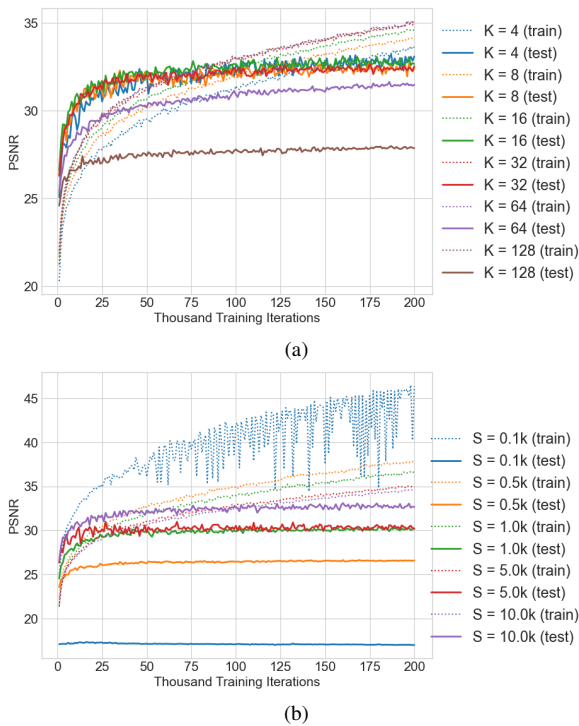 35
30
25
20
PSNR
0
25
50
75
100
125
150
175
200
Thousand Training Iterations
K = 4 (train)
K = 4 (test)
K = 8 (train)
K = 8 (test)
K = 16 (train)
K = 16 (test)
K = 32 (train)
K = 32 (test)
K = 64 (train)
K = 64 (test)
K = 128 (train)
K = 128 (test)
(a)
45
40
35
30
25
20
PSNR
0
25
50
75
100
125
150
175
200
Thousand Training Iterations
S = 0.1k (train)
S = 0.1k (test)
S = 0.5k (train)
S = 0.5k (test)
S = 1.0k (train)
S = 1.0k (test)
S = 5.0k (train)
S = 5.0k (test)
S = 10.0k (train)
S = 10.0k (test)
(b)